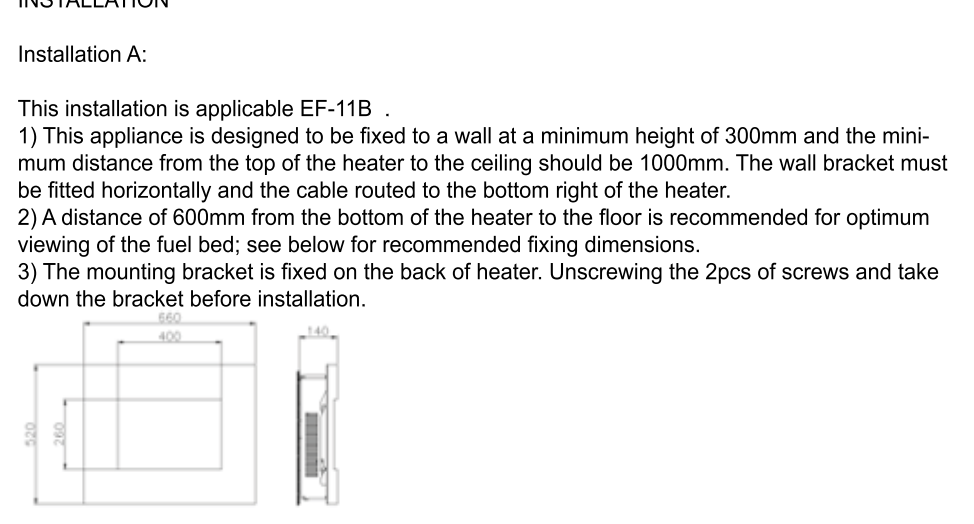 INSTALLATION
Installation A:
This installation is applicable EF-11B .
1) This appliance is designed to be fixed to a wall at a minimum height of 300mm and the mini-
mum distance from the top of the heater to the ceiling should be 1000mm. The wall bracket must
be fitted horizontally and the cable routed to the bottom right of the heater.
2) A distance of 600mm from the bottom of the heater to the floor is recommended for optimum
viewing of the fuel bed; see below for recommended fixing dimensions.
3) The mounting bracket is fixed on the back of heater. Unscrewing the 2pcs of screws and take
down the bracket before installation.
660
400
140
520
260